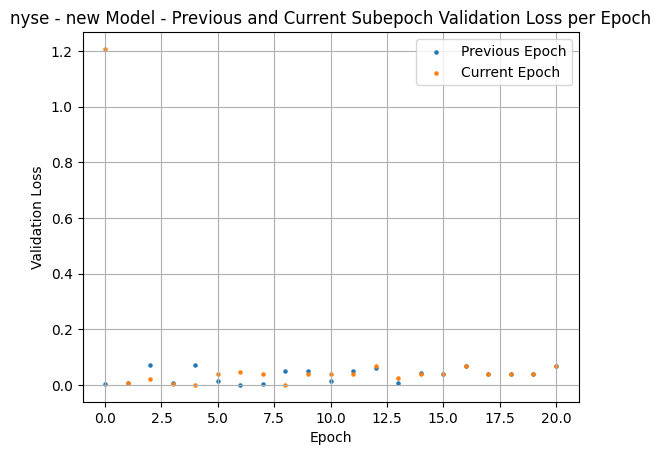 nyse - new Model - Previous and Current Subepoch Validation Loss per Epoch
Previous Epoch
Current Epoch
Validation Loss
1.2
1.0
0.8
0.6
0.4
0.2
0.0
0.0 2.5 5.0 7.5 10.0 12.5 15.0 17.5 20.0
Epoch